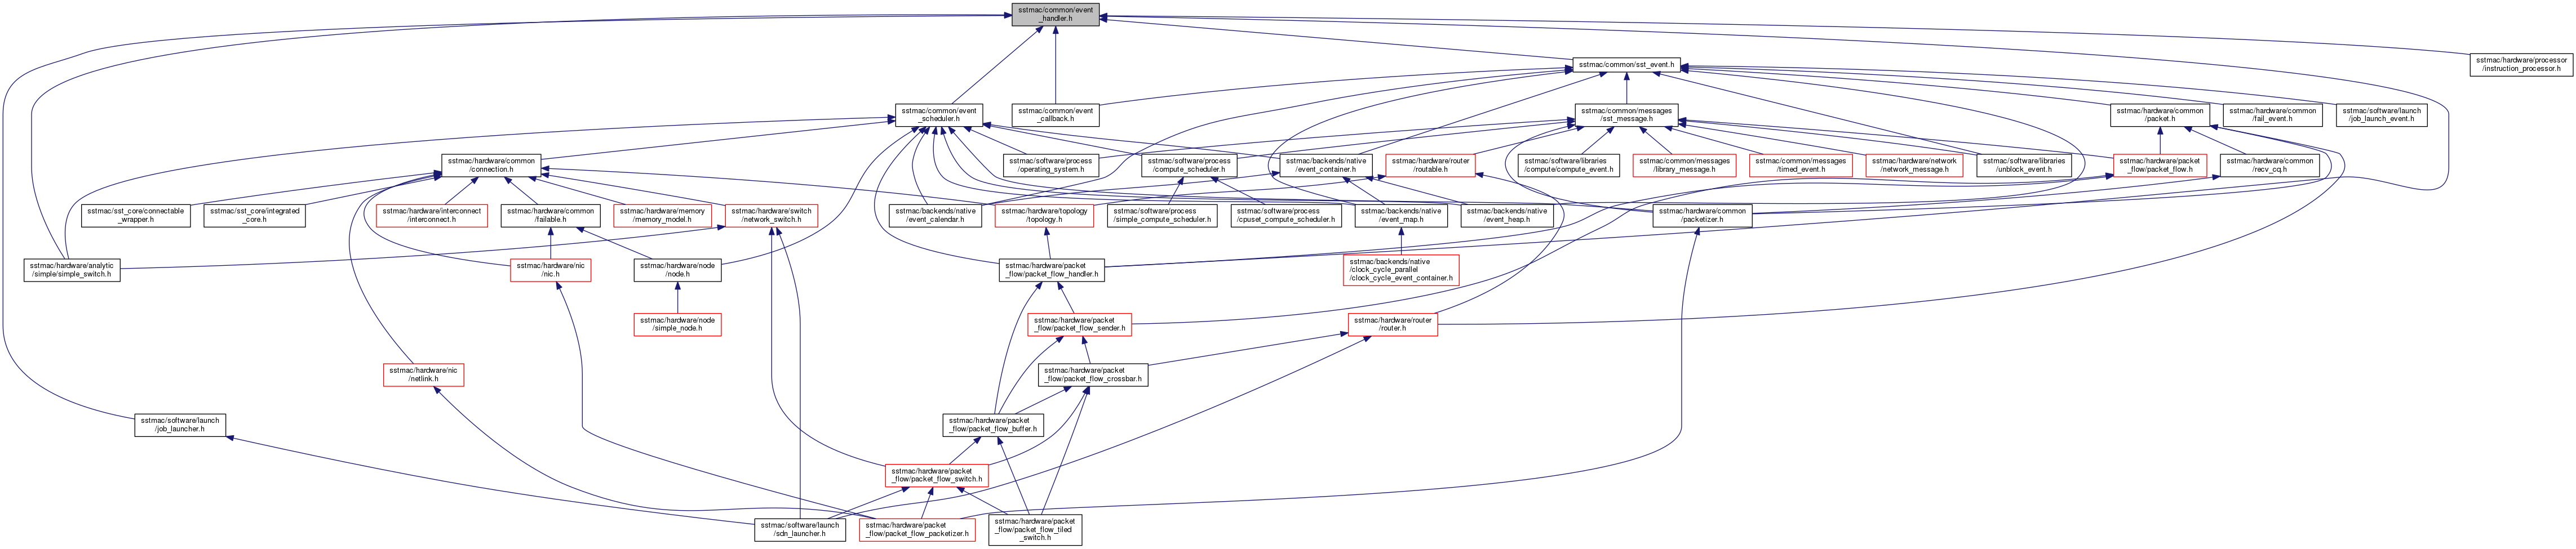 sstmac/common/event
_handler.h
sstmac/hardware/processor
/instruction_processor.h
sstmac/common/sst_event.h
sstmac/common/event
_scheduler.h
sstmac/common/event
_callback.h
sstmac/common/messages
/sst_message.h
sstmac/hardware/common
/packet.h
sstmac/hardware/common
/fail_event.h
sstmac/software/launch
/job_launch_event.h
sstmac/hardware/common
/connection.h
sstmac/software/process
/operating_system.h
sstmac/software/process
/compute_scheduler.h
sstmac/backends/native
/event_container.h
sstmac/hardware/router
/routable.h
sstmac/software/libraries
/compute/compute_event.h
sstmac/common/messages
/library_message.h
sstmac/common/messages
/timed_event.h
sstmac/hardware/network
/network_message.h
sstmac/software/libraries
/unblock_event.h
sstmac/hardware/packet
_flow/packet_flow.h
sstmac/hardware/common
/recv_cq.h
sstmac/sst_core/connectable
_wrapper.h
sstmac/sst_core/integrated
_core.h
sstmac/hardware/interconnect
/interconnect.h
sstmac/hardware/common
/failable.h
sstmac/hardware/memory
/memory_model.h
sstmac/hardware/switch
/network_switch.h
sstmac/backends/native
/event_calendar.h
sstmac/hardware/topology
/topology.h
sstmac/software/process
/simple_compute_scheduler.h
sstmac/software/process
/cpuset_compute_scheduler.h
sstmac/backends/native
/event_map.h
sstmac/backends/native
/event_heap.h
sstmac/hardware/common
/packetizer.h
sstmac/hardware/analytic
/simple/simple_switch.h
sstmac/hardware/nic
/nic.h
sstmac/hardware/node
/node.h
sstmac/hardware/packet
_flow/packet_flow_handler.h
sstmac/backends/native
/clock_cycle_parallel
/clock_cycle_event_container.h
sstmac/hardware/node
/simple_node.h
sstmac/hardware/packet
_flow/packet_flow_sender.h
sstmac/hardware/router
/router.h
sstmac/hardware/nic
/netlink.h
sstmac/hardware/packet
_flow/packet_flow_crossbar.h
sstmac/software/launch
/job_launcher.h
sstmac/hardware/packet
_flow/packet_flow_buffer.h
sstmac/hardware/packet
_flow/packet_flow_switch.h
sstmac/software/launch
/sdn_launcher.h
sstmac/hardware/packet
_flow/packet_flow_packetizer.h
sstmac/hardware/packet
_flow/packet_flow_tiled
_switch.h